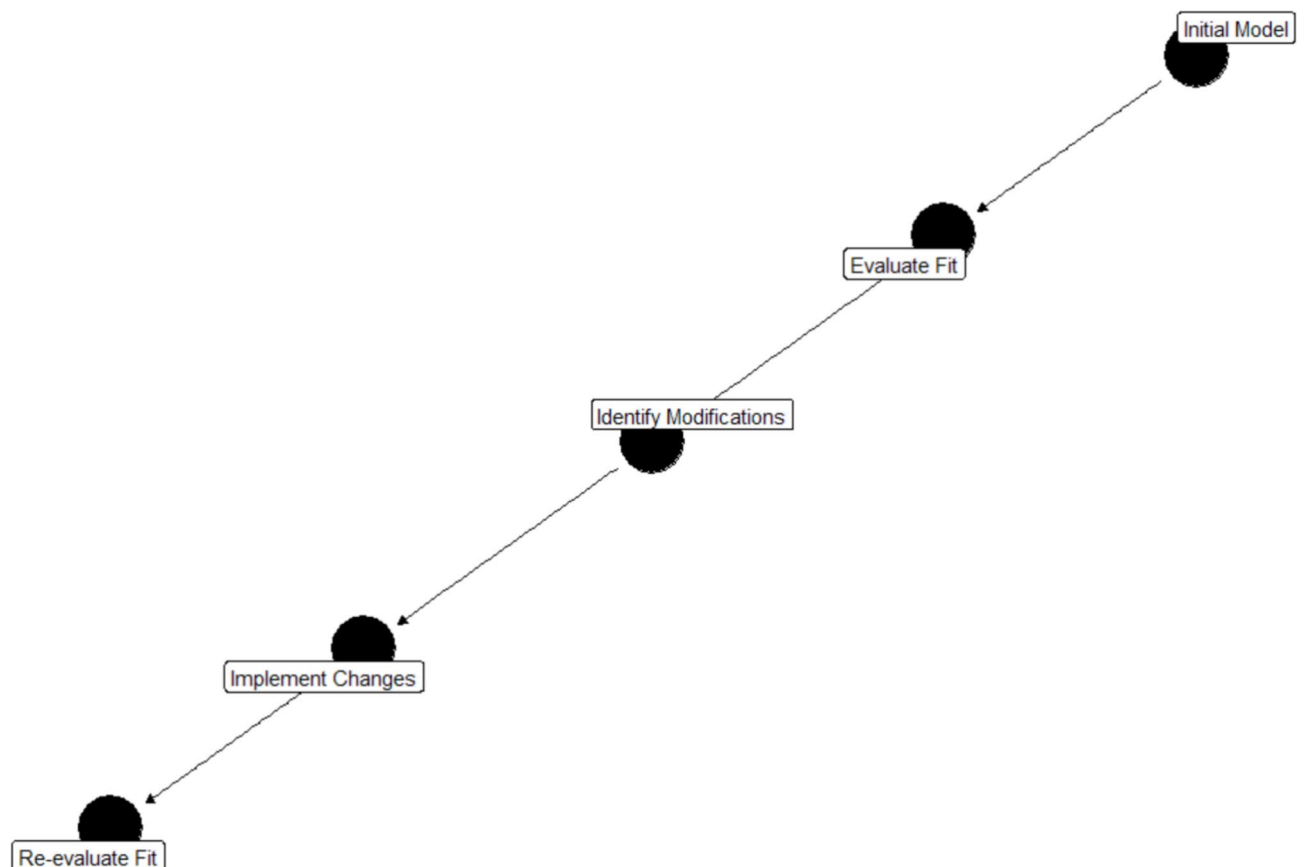 Initial Model
Evaluate Fit
Identify Modifications
Implement Changes
Re-evaluate Fit